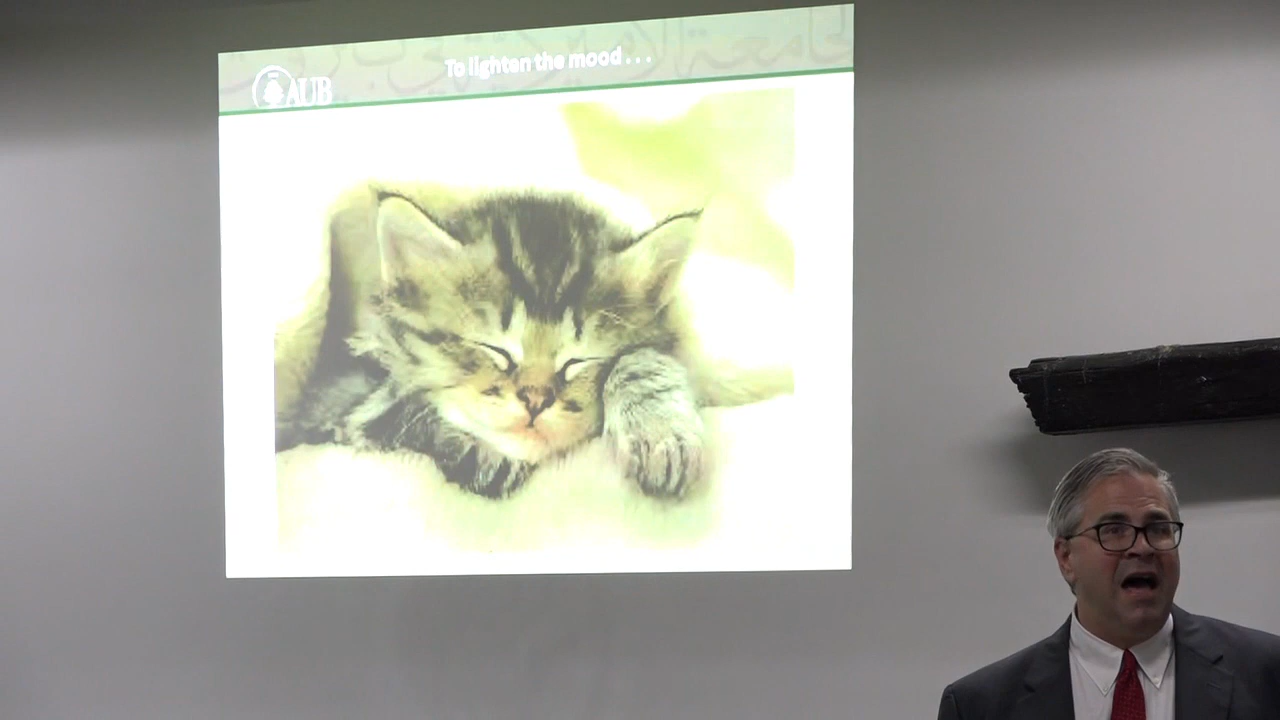 To lighten the mood . . .
AUB